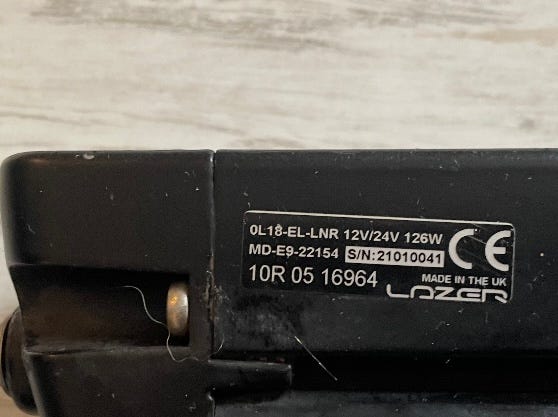 0L18-EL-LNR 12V/24V 126W
MD-E9-22154 S/N:21010041
CE
10R 05 16964
MADE IN THE UK
LAZER